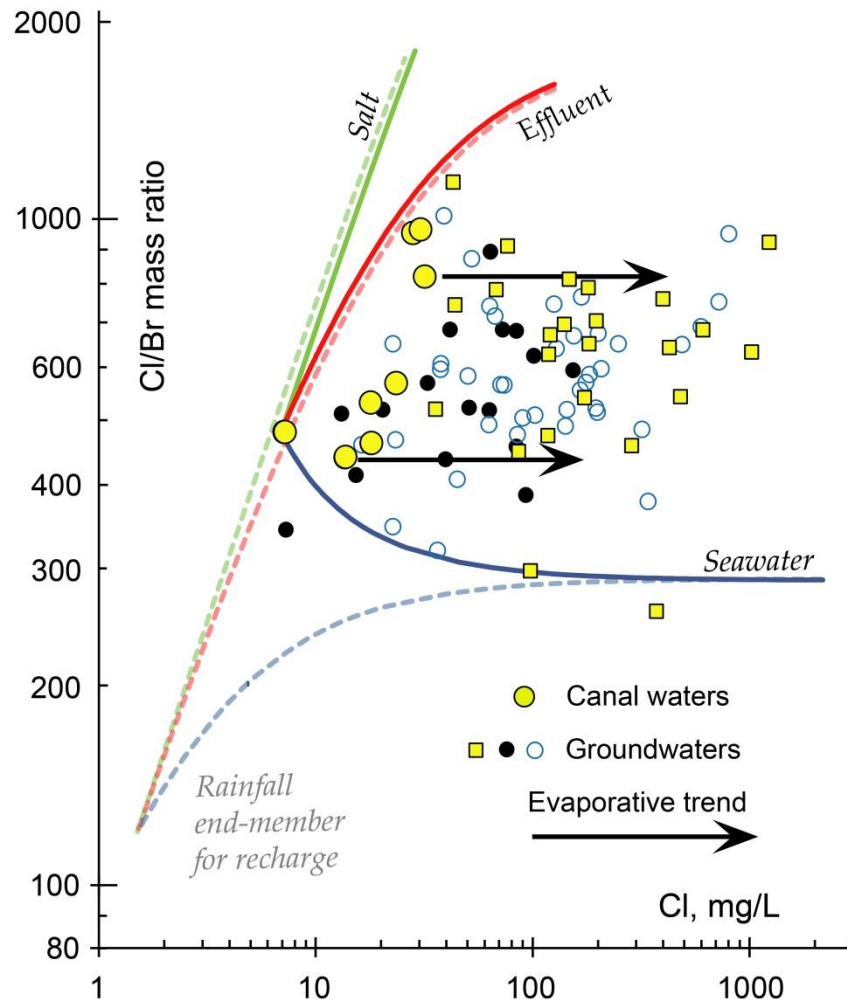 2000
Salt
Effluent
Cl/Br mass ratio
1000
600
400
300
Seawater
200
Canal waters
Groundwaters
Rainfall
end-member
for recharge
Evaporative trend
100
Cl, mg/L
80
1
10
100
1000